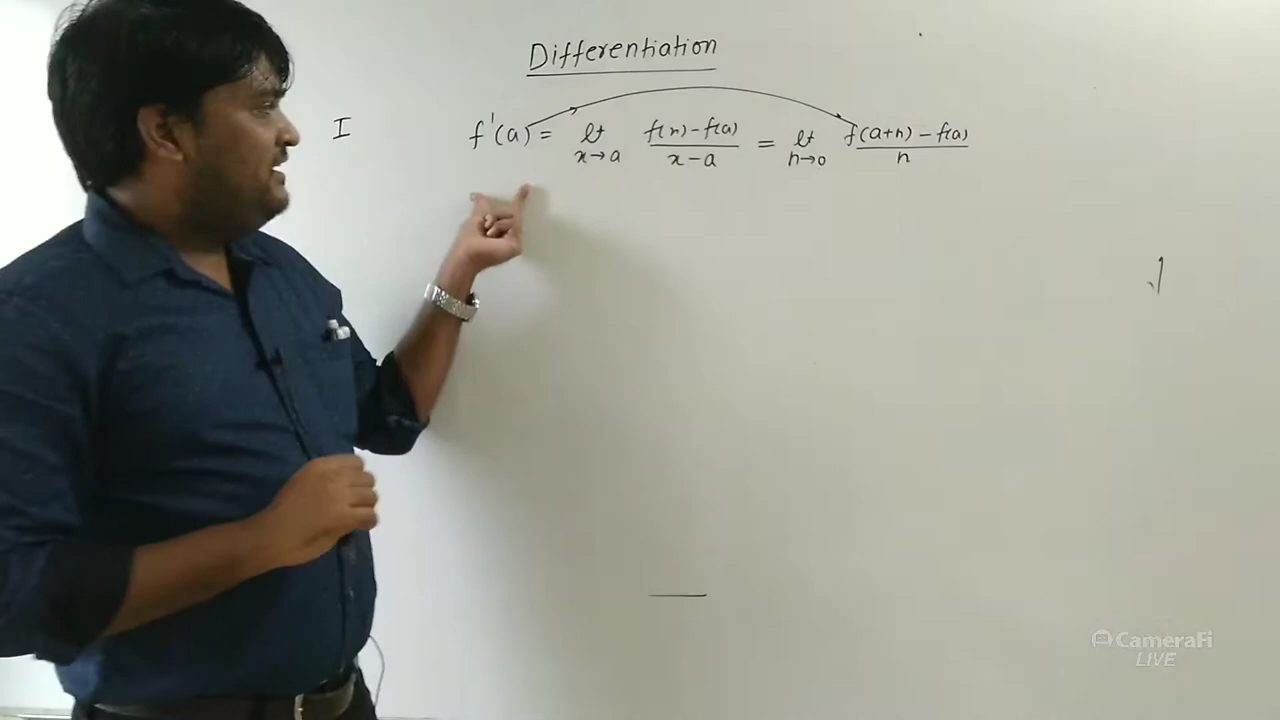 Differentiation
I f'(a) = lt x→a f(x)-f(a) / x-a = lt h→0 f(a+h)-f(a) / h
CameraFi
LIVE